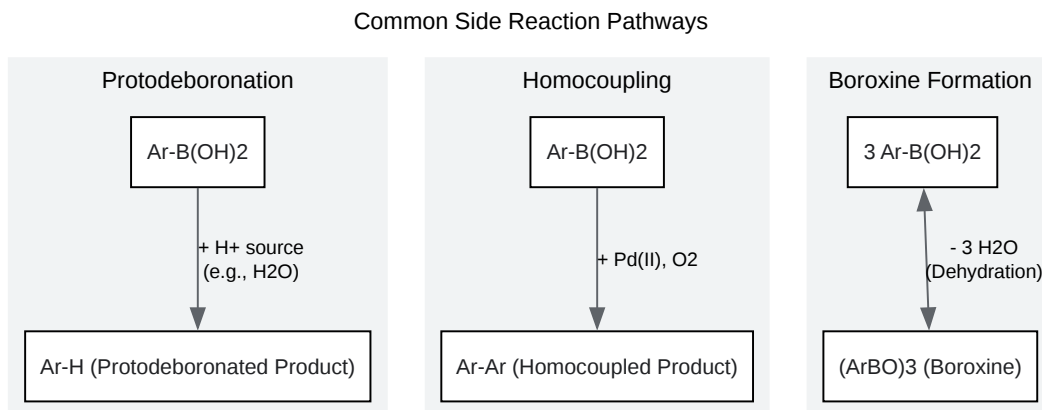 Common Side Reaction Pathways
Protodeboronation
Ar-B(OH)2
+ H+ source
(e.g., H2O)
Ar-H (Protodeboronated Product)
Homocoupling
Ar-B(OH)2
+ Pd(II), O2
Ar-Ar (Homocoupled Product)
Boroxine Formation
3 Ar-B(OH)2
- 3 H2O
(Dehydration)
(ArBO)3 (Boroxine)